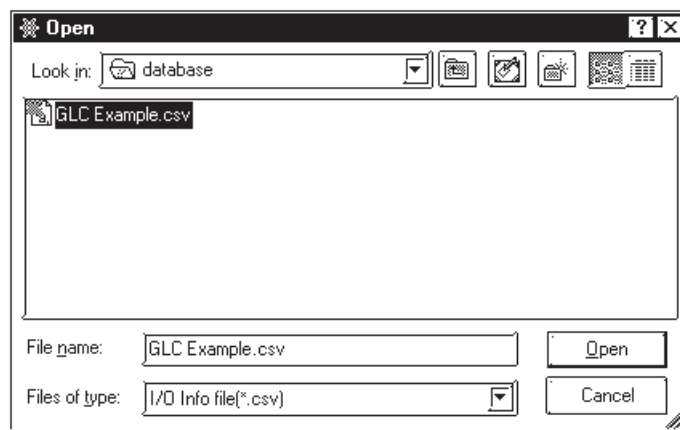 Open
Look in: database
GLC Example.csv
File name: GLC Example.csv
Open
Files of type: I/O Info file(*.csv)
Cancel